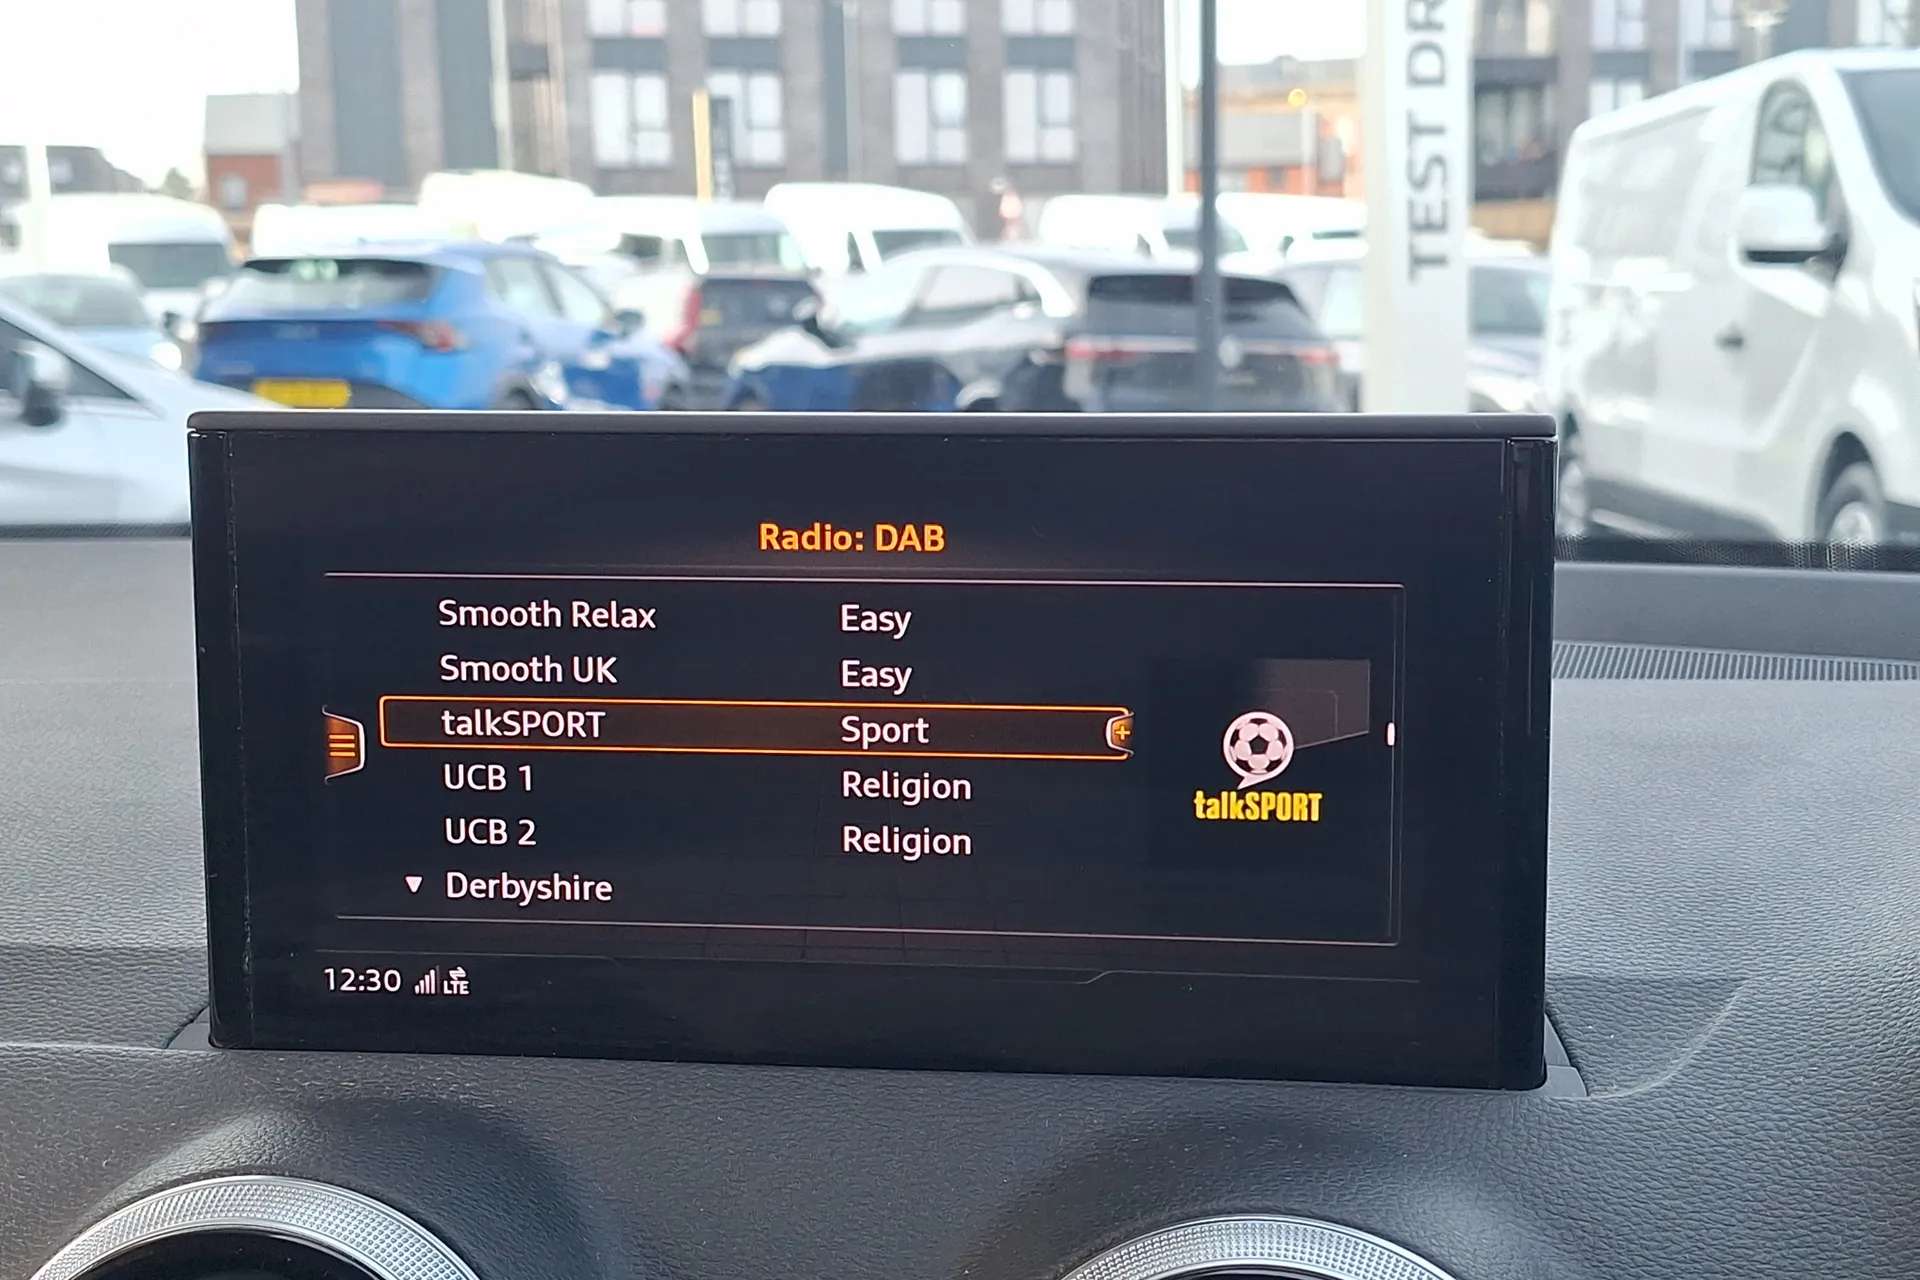 TEST DR
Radio: DAB
Smooth Relax Easy
Smooth UK Easy
talkSPORT Sport
UCB 1 Religion
UCB 2 Religion
Derbyshire
talkSPORT
12:30 LTE